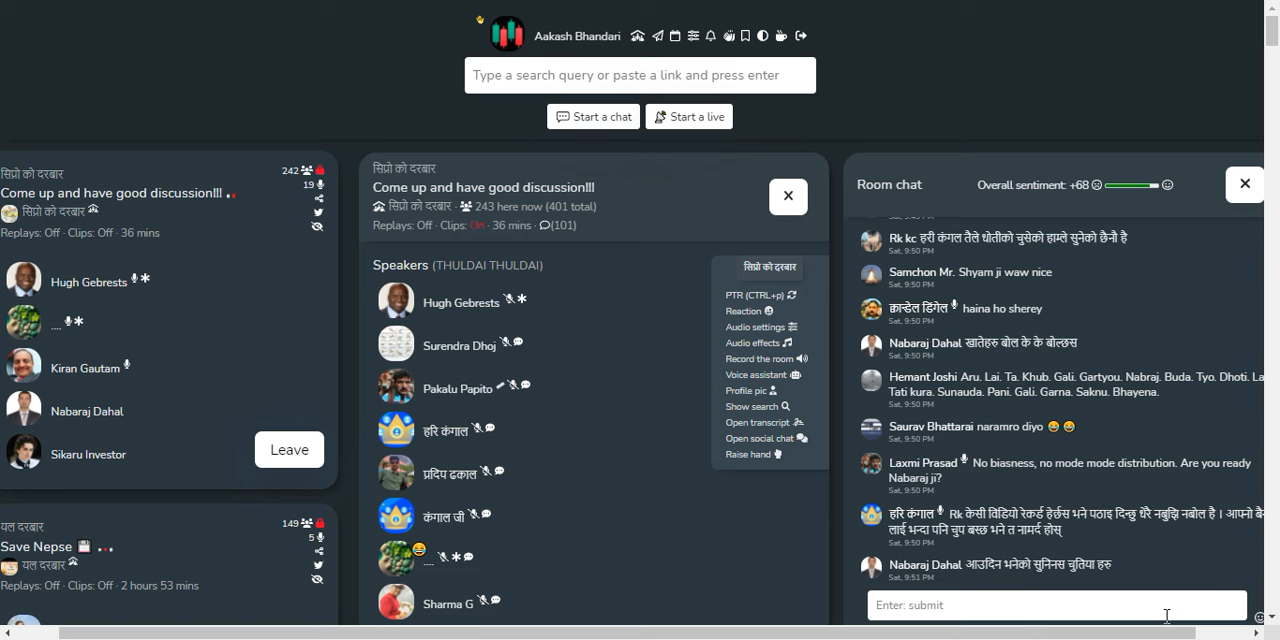 Aakash Bhandari
Type a search query or paste a link and press enter
Start a chat
Start a live
सिप्रो को दरबार
Come up and have good discussion!!!
सिप्रो को दरबार
Replays: Off · Clips: Off · 36 mins
242
19
Hugh Gebrests
....
Kiran Gautam
Nabaraj Dahal
Sikaru Investor
Leave
यल दरबार
Save Nepse
यल दरबार
Replays: Off · Clips: Off · 2 hours 53 mins
149
5
सिप्रो को दरबार
Come up and have good discussion!!!
सिप्रो को दरबार · 243 here now (401 total)
Replays: Off · Clips: On · 36 mins · (101)
Speakers (THULDAI THULDAI)
Hugh Gebrests
Surendra Dhoj
Pakalu Papito
हरि कंगाल
प्रदिप ढकाल
कंगाल जी
....
Sharma G
सिप्रो को दरबार
PTR (CTRL+p)
Reaction
Audio settings
Audio effects
Record the room
Voice assistant
Profile pic
Show search
Open transcript
Open social chat
Raise hand
Room chat
Overall sentiment: +68
Rk kc हरी कंगल तैले धोतीको चुसेको हाम्ले सुनेको छैनौ है
Sat, 9:50 PM
Samchon Mr. Shyam ji waw nice
Sat, 9:50 PM
क्रान्डेल डिंगेल haina ho sherey
Sat, 9:50 PM
Nabaraj Dahal खातेहरु बोल के के बोल्छस
Sat, 9:50 PM
Hemant Joshi Aru. Lai. Ta. Khub. Gali. Gartyou. Nabraj. Buda. Tyo. Dhoti. La
Tati kura. Sunauda. Pani. Gali. Garna. Saknu. Bhayena.
Sat, 9:50 PM
Saurav Bhattarai naramro diyo
Sat, 9:50 PM
Laxmi Prasad No biasness, no mode mode distribution. Are you ready
Nabaraj ji?
Sat, 9:50 PM
हरि कंगाल Rk केसी विडियो रेकर्ड हेर्छस भने पठाइ दिन्छु धेरै नबुझि नबोल है । आफ्नो
लाई भन्दा पनि चुप बस्छ भने त नामर्द होस्
Sat, 9:50 PM
Nabaraj Dahal आउदिन भनेको सुनिनस चुतिया हरु
Sat, 9:51 PM
Enter: submit